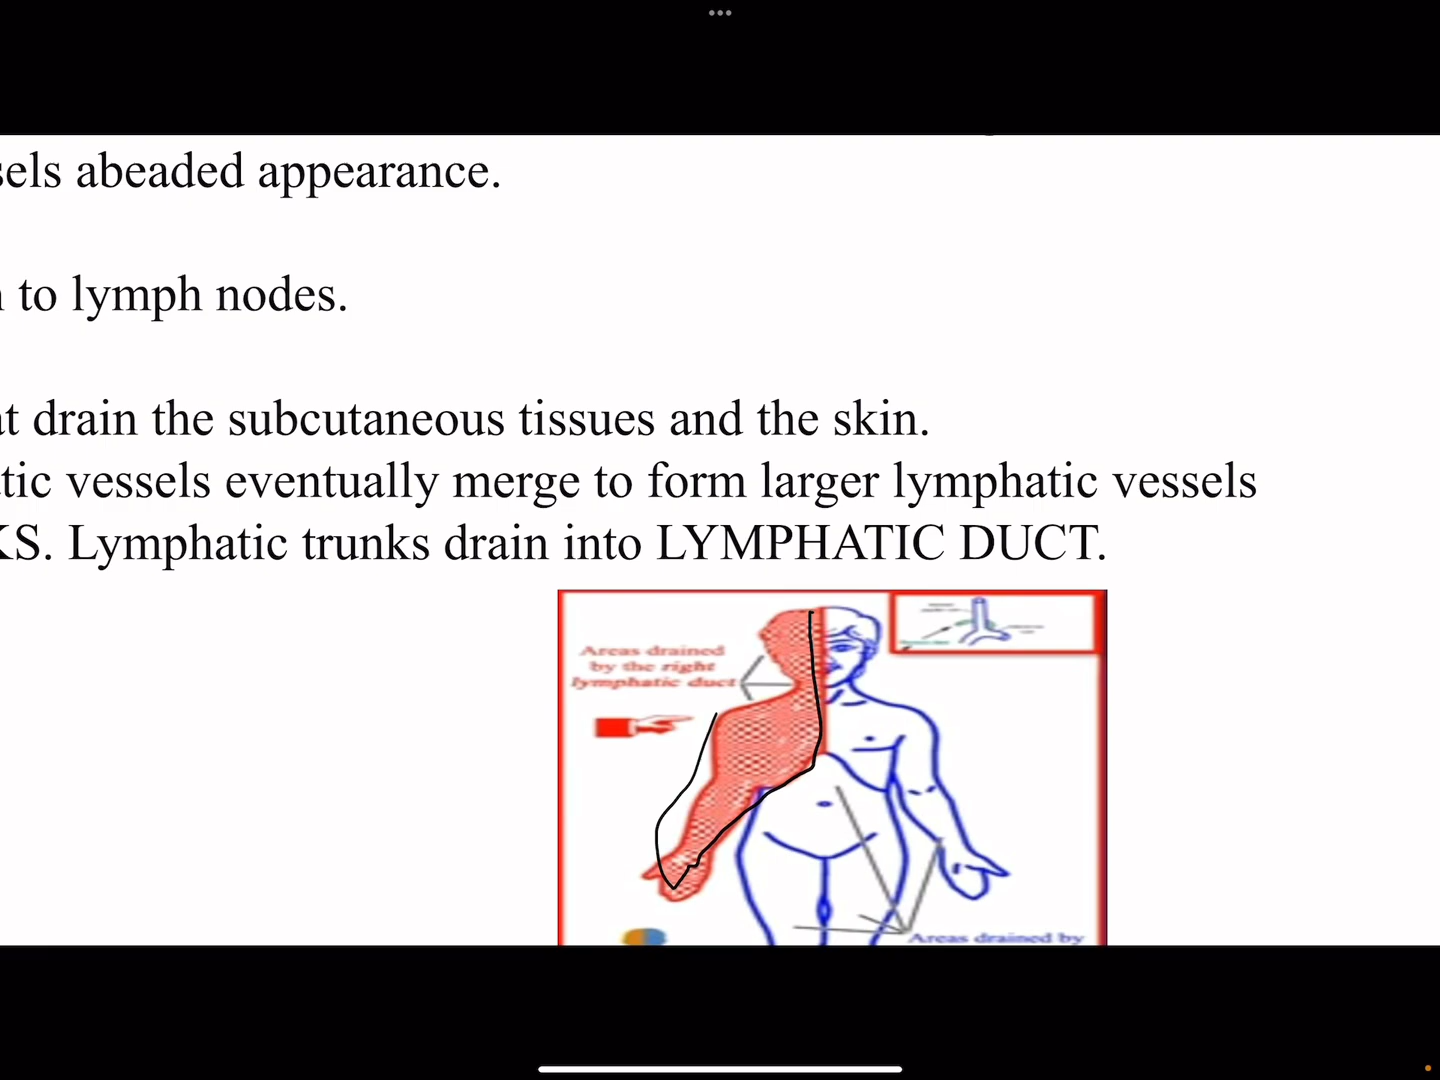 sels abeaded appearance.
to lymph nodes.
drain the subcutaneous tissues and the skin.
tic vessels eventually merge to form larger lymphatic vessels
KS. Lymphatic trunks drain into LYMPHATIC DUCT.
Areas drained
by the right
lymphatic duct
Areas drained by